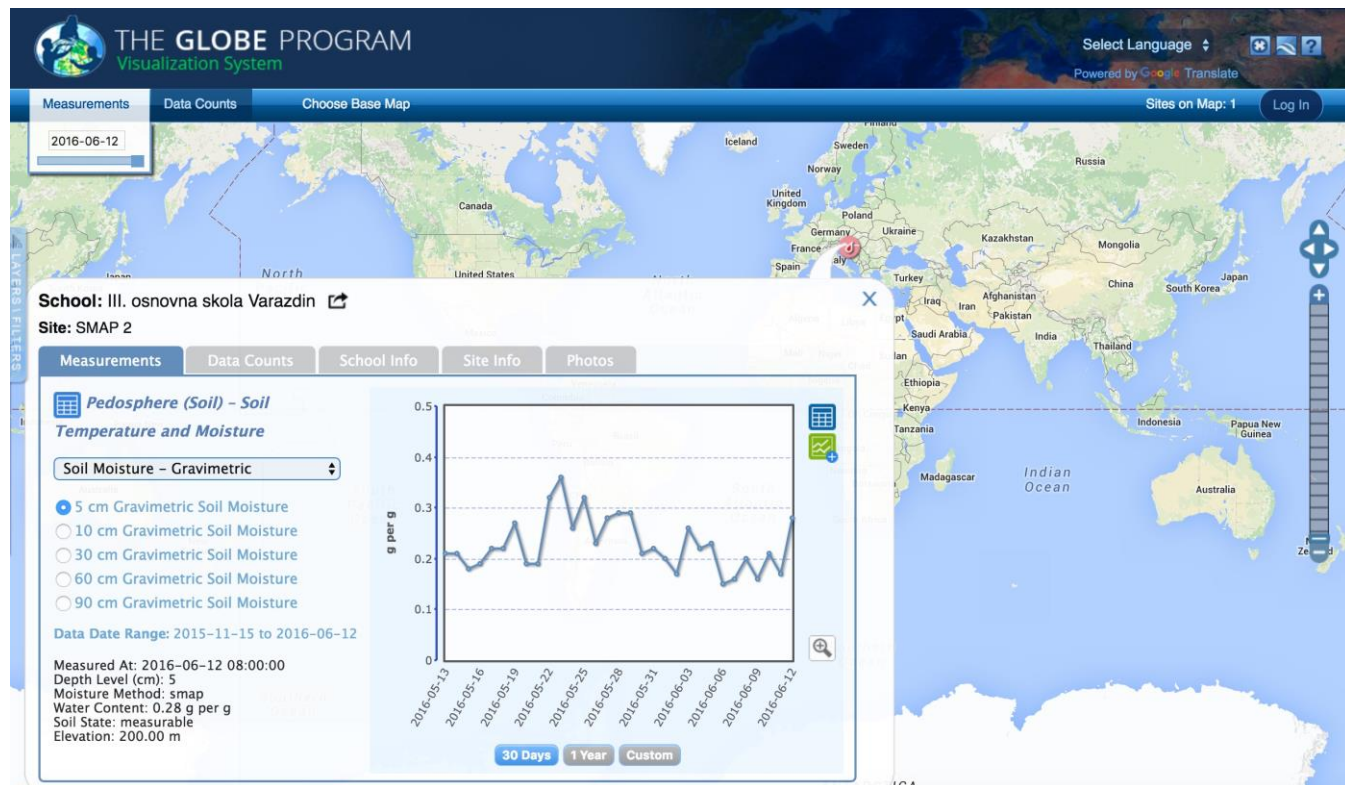 THE GLOBE PROGRAM
Visualization System
Select Language
Powered by Google Translate
Measurements
Data Counts
Choose Base Map
Sites on Map: 1
Log In
2016-06-12
LAYERS \ FILTERS
Iceland
Finland
Sweden
Norway
Russia
United
Kingdom
Canada
Poland
Germany
Ukraine
France
Kazakhstan
Mongolia
Spain
Turkey
North
United States
Japan
China
South Korea
Japan
Iraq
Iran
Afghanistan
Pakistan
Saudi Arabia
India
Thailand
Ethiopia
Kenya
Tanzania
Indonesia
Papua New
Guinea
Madagascar
Indian
Ocean
Australia
School: III. osnovna skola Varazdin
Site: SMAP 2
X
Measurements
Data Counts
School Info
Site Info
Photos
Pedosphere (Soil) – Soil
Temperature and Moisture
Soil Moisture – Gravimetric
5 cm Gravimetric Soil Moisture
10 cm Gravimetric Soil Moisture
30 cm Gravimetric Soil Moisture
60 cm Gravimetric Soil Moisture
90 cm Gravimetric Soil Moisture
Data Date Range: 2015-11-15 to 2016-06-12
Measured At: 2016-06-12 08:00:00
Depth Level (cm): 5
Moisture Method: smap
Water Content: 0.28 g per g
Soil State: measurable
Elevation: 200.00 m
g per g
0.5
0.4
0.3
0.2
0.1
0
2016-05-13
2016-05-16
2016-05-19
2016-05-22
2016-05-25
2016-05-28
2016-05-31
2016-06-03
2016-06-06
2016-06-09
2016-06-12
30 Days
1 Year
Custom